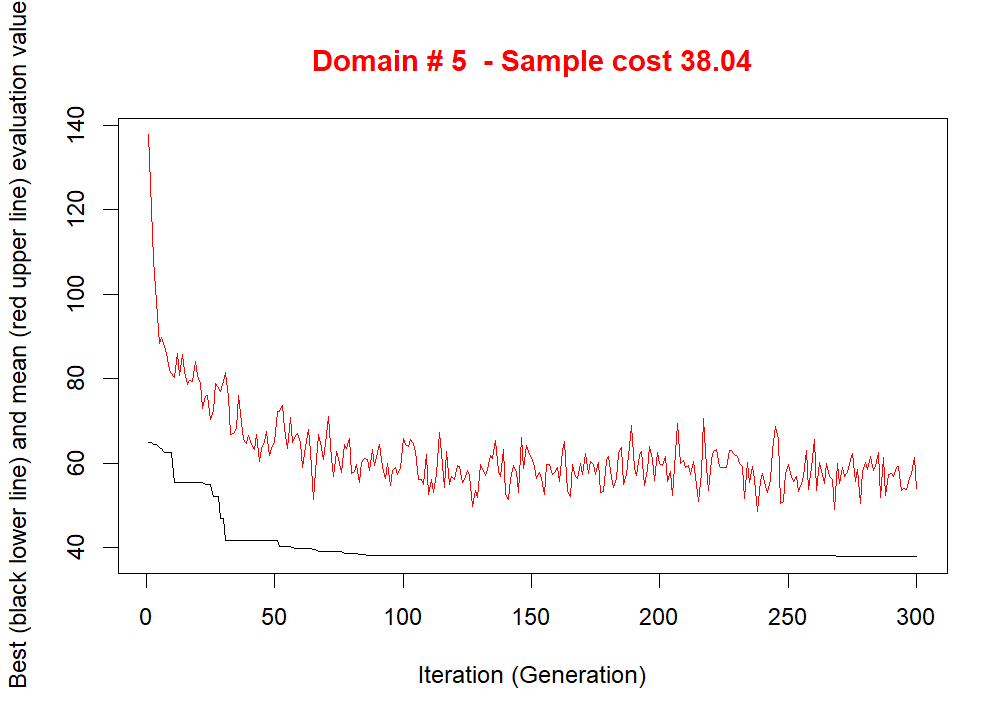 Domain # 5 - Sample cost 38.04
Best (black lower line) and mean (red upper line) evaluation value
140
120
100
80
60
40
0 50 100 150 200 250 300
Iteration (Generation)